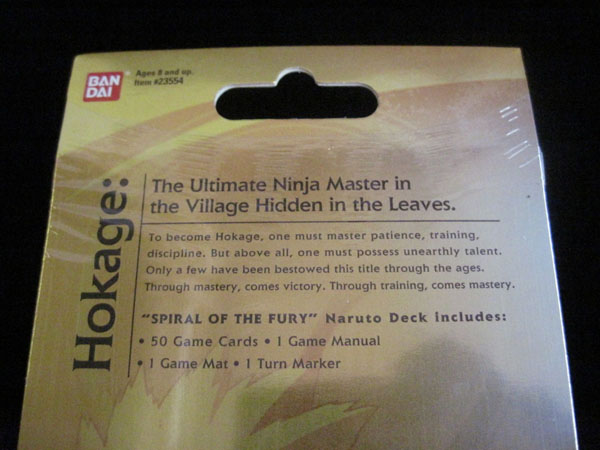 BAN
DAI
Ages 8 and up.
Item #23554
Hokage:
The Ultimate Ninja Master in
the Village Hidden in the Leaves.
To become Hokage, one must master patience, training,
discipline. But above all, one must possess unearthly talent.
Only a few have been bestowed this title through the ages.
Through mastery, comes victory. Through training, comes mastery.
"SPIRAL OF THE FURY" Naruto Deck includes:
• 50 Game Cards • 1 Game Manual
• 1 Game Mat • 1 Turn Marker